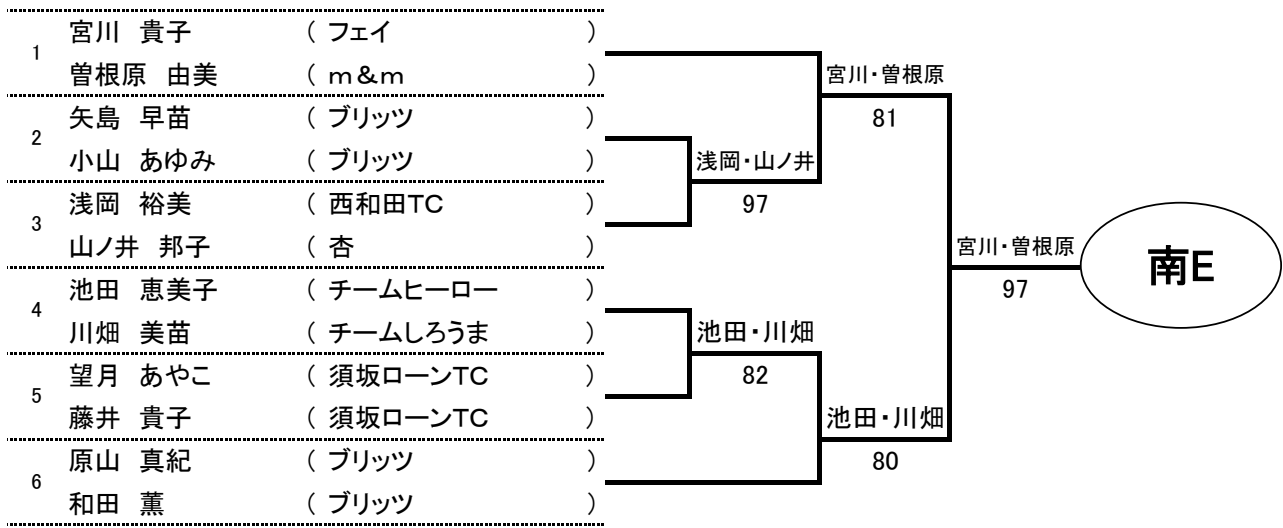 1
宮川　貴子 ( フェイ )
曽根原　由美 ( m&m )
2
矢島　早苗 ( ブリッツ )
小山　あゆみ ( ブリッツ )
3
浅岡　裕美 ( 西和田TC )
山ノ井　邦子 ( 杏 )
4
池田　恵美子 ( チームヒーロー )
川畑　美苗 ( チームしろうま )
5
望月　あやこ ( 須坂ローンTC )
藤井　貴子 ( 須坂ローンTC )
6
原山　真紀 ( ブリッツ )
和田　薫 ( ブリッツ )
浅岡・山ノ井
97
池田・川畑
82
宮川・曽根原
81
池田・川畑
80
宮川・曽根原
97
南E